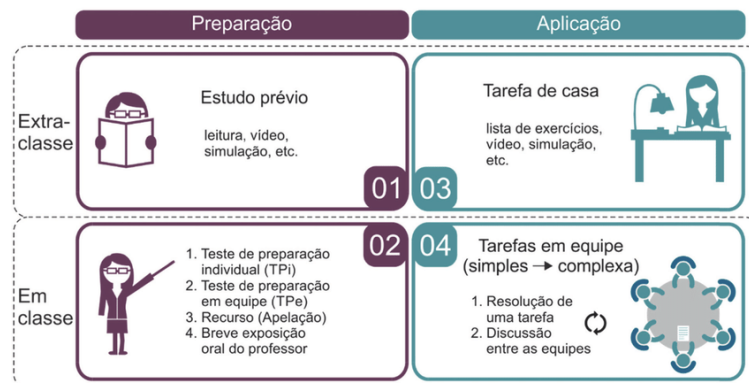 Preparação
Aplicação
Extra-
classe
Estudo prévio
leitura, vídeo,
simulação, etc.
01
03
Tarefa de casa
lista de exercícios,
vídeo, simulação,
etc.
Em
classe
1. Teste de preparação
individual (TPi)
2. Teste de preparação
em equipe (TPe)
3. Recurso (Apelação)
4. Breve exposição
oral do professor
02
04
Tarefas em equipe
(simples → complexa)
1. Resolução de
uma tarefa
2. Discussão
entre as equipes